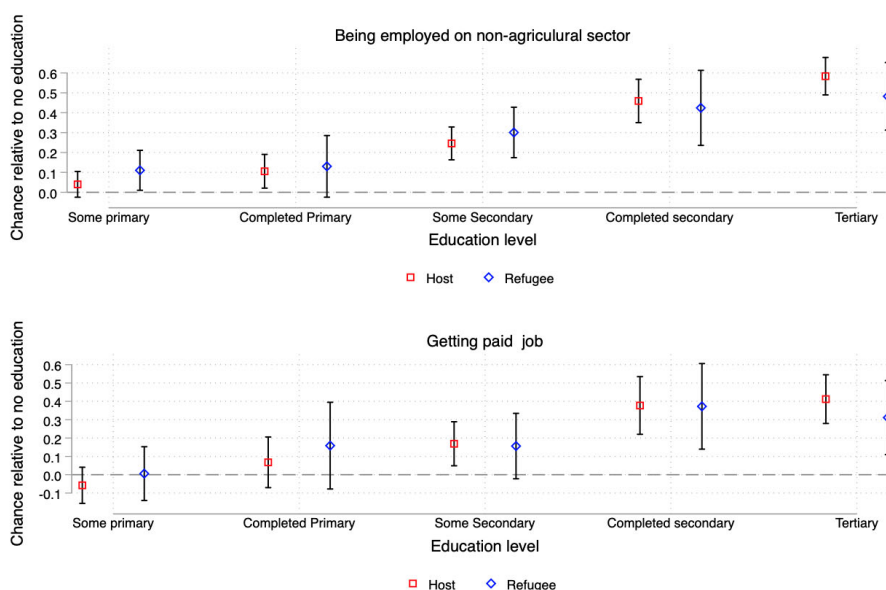 Being employed on non-agriculural sector
Chance relative to no education
0.6
0.5
0.4
0.3
0.2
0.1
0.0
Some primary
Completed Primary
Some Secondary
Completed secondary
Tertiary
Education level
Host
Refugee
Getting paid job
Chance relative to no education
0.6
0.5
0.4
0.3
0.2
0.1
0.0
-0.1
Some primary
Completed Primary
Some Secondary
Completed secondary
Tertiary
Education level
Host
Refugee